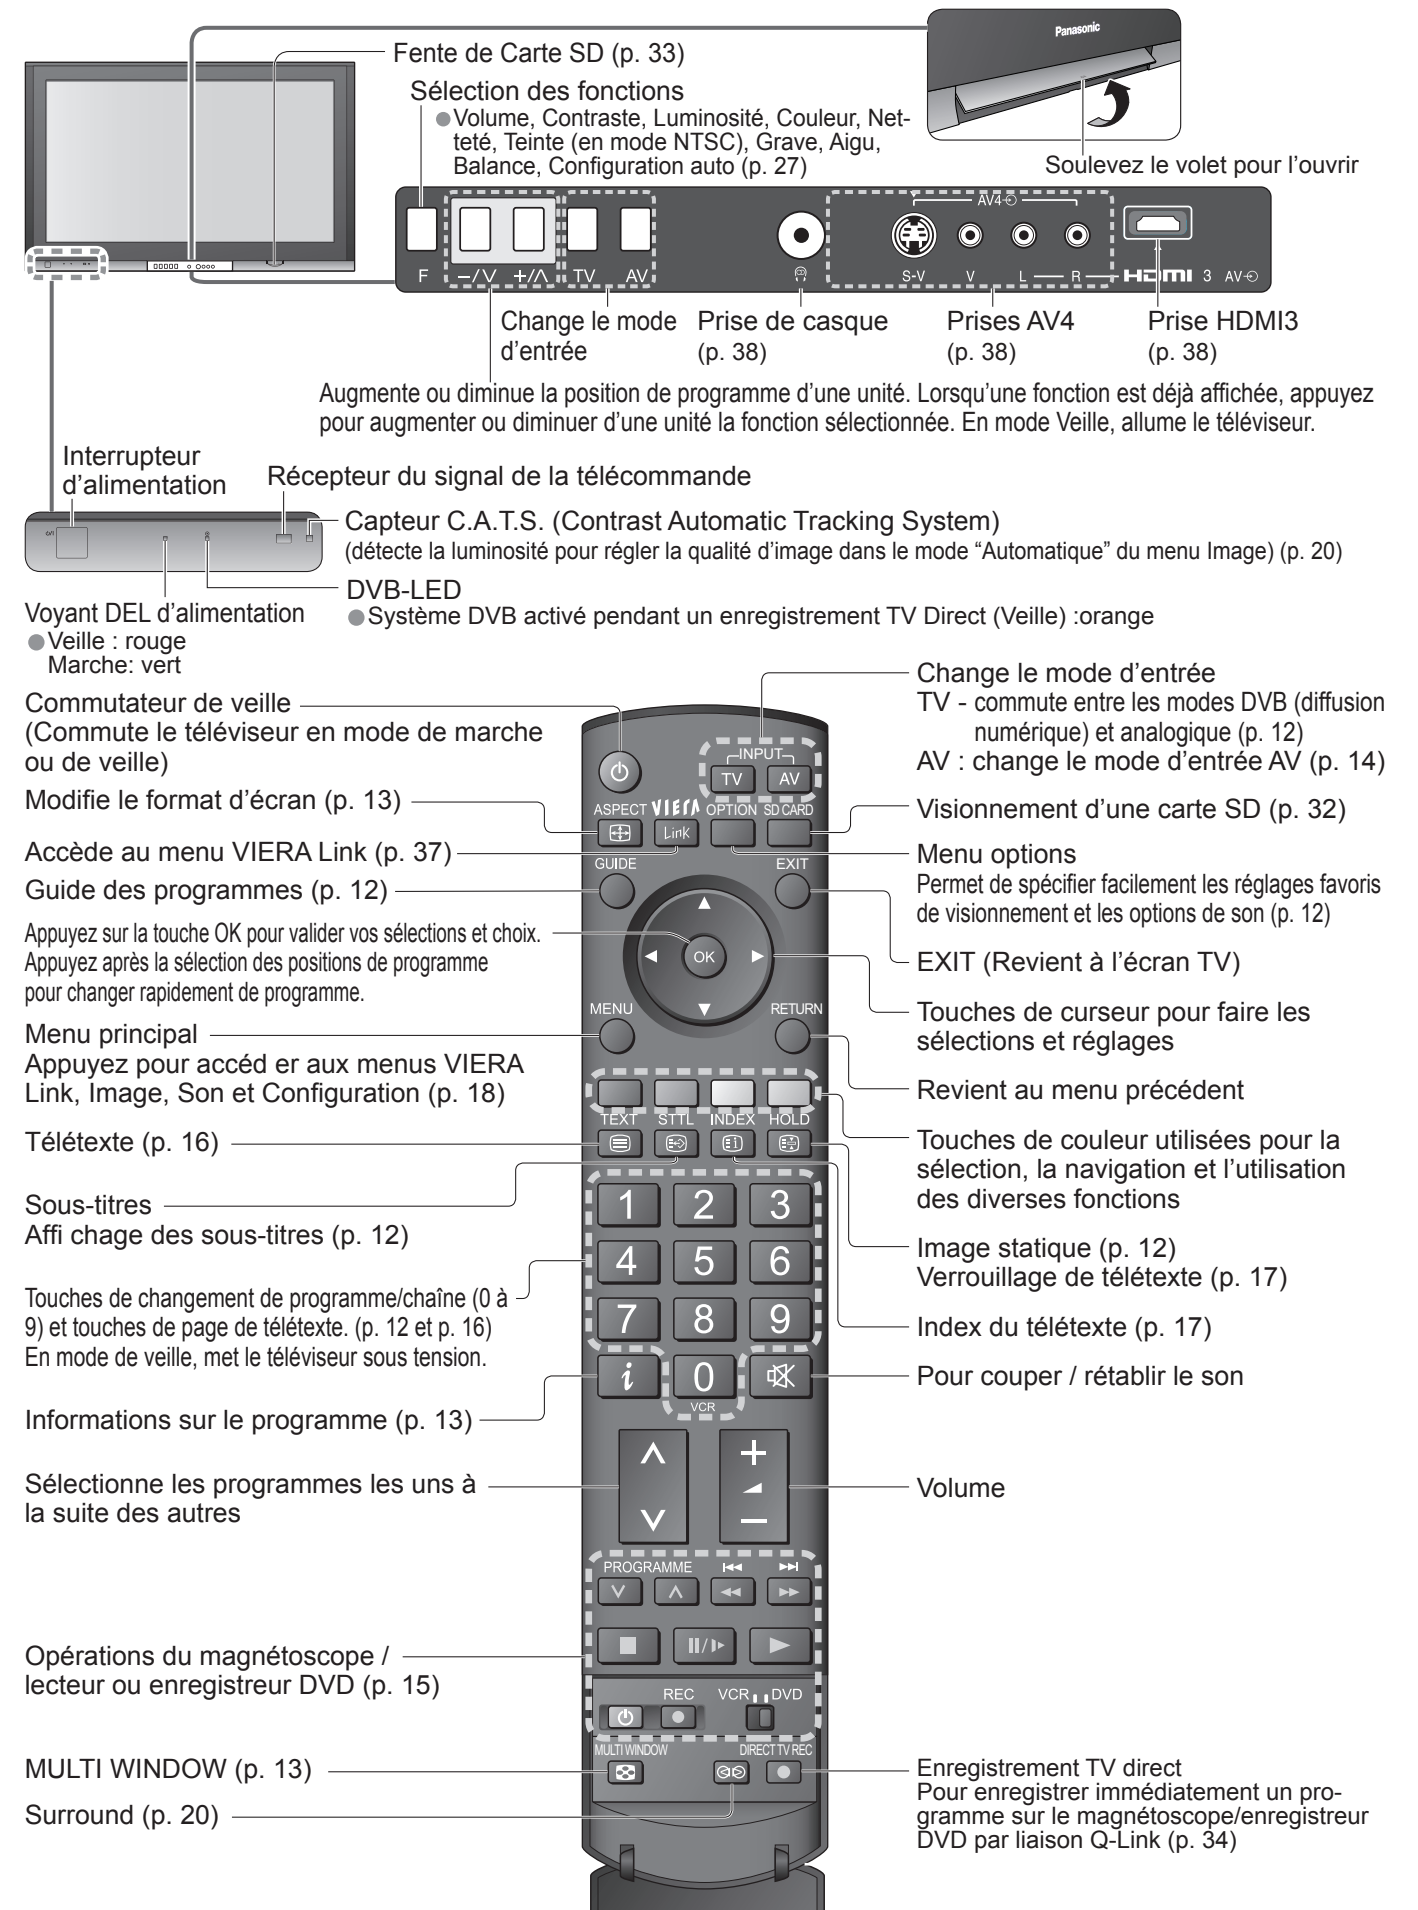 Panasonic
Fente de Carte SD (p. 33)
Sélection des fonctions
●Volume, Contraste, Luminosité, Couleur, Net-
teté, Teinte (en mode NTSC), Grave, Aigu,
Balance, Configuration auto (p. 27)
Soulevez le volet pour l’ouvrir
AV4
F
−/∨
+/∧
TV
AV
S-V
V
L
R
HDMI 3 AV
Change le mode
d’entrée
Prise de casque
(p. 38)
Prises AV4
(p. 38)
Prise HDMI3
(p. 38)
Augmente ou diminue la position de programme d’une unité. Lorsqu’une fonction est déjà affichée, appuyez
pour augmenter ou diminuer d’une unité la fonction sélectionnée. En mode Veille, allume le téléviseur.
Interrupteur
d’alimentation
Récepteur du signal de la télécommande
Capteur C.A.T.S. (Contrast Automatic Tracking System)
(détecte la luminosité pour régler la qualité d’image dans le mode “Automatique” du menu Image) (p. 20)
DVB-LED
●Système DVB activé pendant un enregistrement TV Direct (Veille) :orange
Voyant DEL d’alimentation
●Veille : rouge
Marche: vert
Commutateur de veille
(Commute le téléviseur en mode de marche
ou de veille)
Modifie le format d’écran (p. 13)
Accède au menu VIERA Link (p. 37)
Guide des programmes (p. 12)
Appuyez sur la touche OK pour valider vos sélections et choix.
Appuyez après la sélection des positions de programme
pour changer rapidement de programme.
Menu principal
Appuyez pour accéd er aux menus VIERA
Link, Image, Son et Configuration (p. 18)
Télétexte (p. 16)
Sous-titres
Affi chage des sous-titres (p. 12)
Touches de changement de programme/chaîne (0 à
9) et touches de page de télétexte. (p. 12 et p. 16)
En mode de veille, met le téléviseur sous tension.
Informations sur le programme (p. 13)
Sélectionne les programmes les uns à
la suite des autres
Opérations du magnétoscope /
lecteur ou enregistreur DVD (p. 15)
MULTI WINDOW (p. 13)
Surround (p. 20)
INPUT
TV
AV
ASPECT
VIERA
OPTION
SD CARD
Link
GUIDE
EXIT
OK
MENU
RETURN
TEXT
STTL
INDEX
HOLD
1
2
3
4
5
6
7
8
9
i
0
VCR
+
−
PROGRAMME
REC
VCR
DVD
MULTI WINDOW
DIRECT TV REC
Change le mode d’entrée
TV - commute entre les modes DVB (diffusion
numérique) et analogique (p. 12)
AV : change le mode d’entrée AV (p. 14)
Visionnement d’une carte SD (p. 32)
Menu options
Permet de spécifier facilement les réglages favoris
de visionnement et les options de son (p. 12)
EXIT (Revient à l’écran TV)
Touches de curseur pour faire les
sélections et réglages
Revient au menu précédent
Touches de couleur utilisées pour la
sélection, la navigation et l’utilisation
des diverses fonctions
Image statique (p. 12)
Verrouillage de télétexte (p. 17)
Index du télétexte (p. 17)
Pour couper / rétablir le son
Volume
Enregistrement TV direct
Pour enregistrer immédiatement un pro-
gramme sur le magnétoscope/enregistreur
DVD par liaison Q-Link (p. 34)